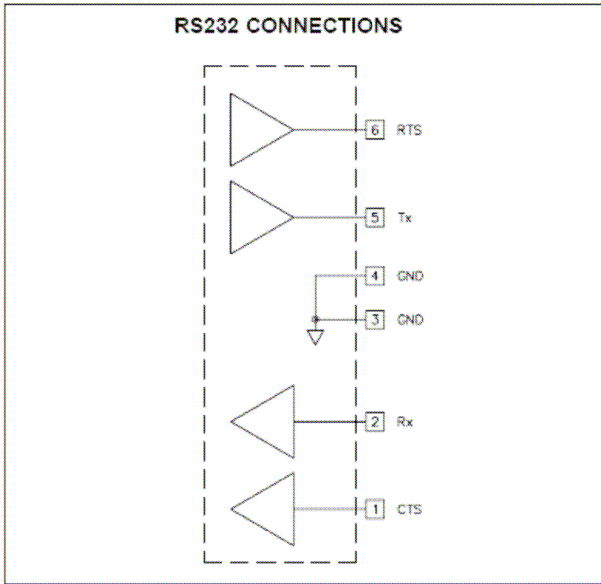 RS232 CONNECTIONS
6 RTS
5 Tx
4 GND
3 GND
2 Rx
1 CTS